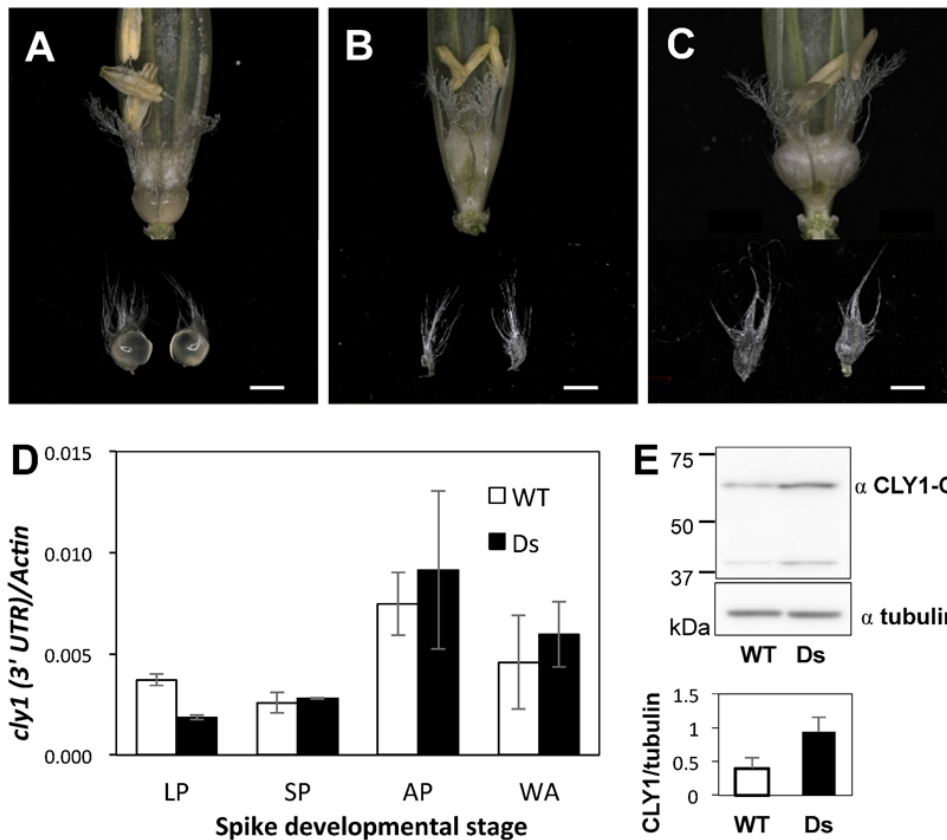 A
B
C
D
cly1 (3' UTR)/Actin
0.015
0.010
0.005
0.000
WT
Ds
LP SP AP WA
Spike developmental stage
E
75
50
37
kDa
α CLY1-C
α tubulin
WT Ds
CLY1/tubulin
1.5
1
0.5
0
WT Ds